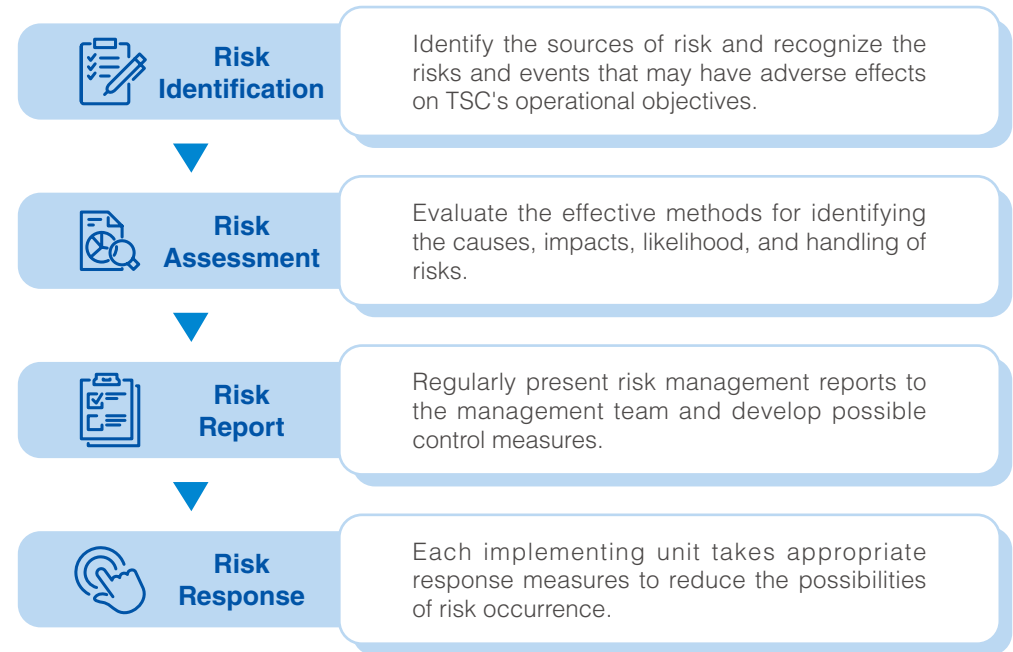 Risk
Identification
Identify the sources of risk and recognize the
risks and events that may have adverse effects
on TSC's operational objectives.
Risk
Assessment
Evaluate the effective methods for identifying
the causes, impacts, likelihood, and handling of
risks.
Risk
Report
Regularly present risk management reports to
the management team and develop possible
control measures.
Risk
Response
Each implementing unit takes appropriate
response measures to reduce the possibilities
of risk occurrence.